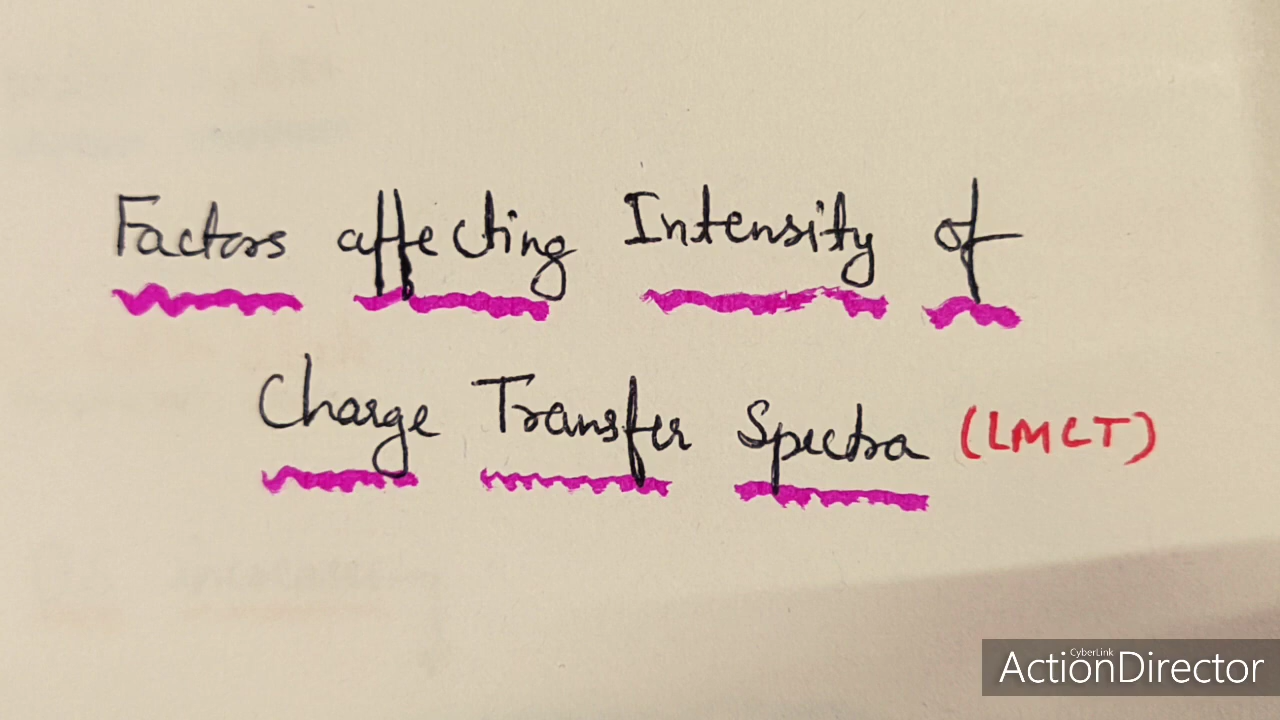 Factors affecting Intensity of
Charge Transfer Spectra (LMCT)
CyberLink
ActionDirector